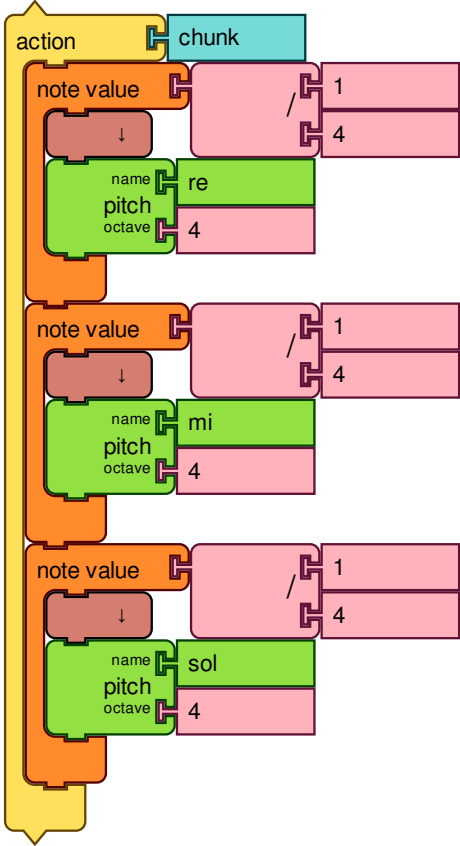 action chunk
note value 1
/
4
↓
name re
pitch
octave 4
note value 1
/
4
↓
name mi
pitch
octave 4
note value 1
/
4
↓
name sol
pitch
octave 4